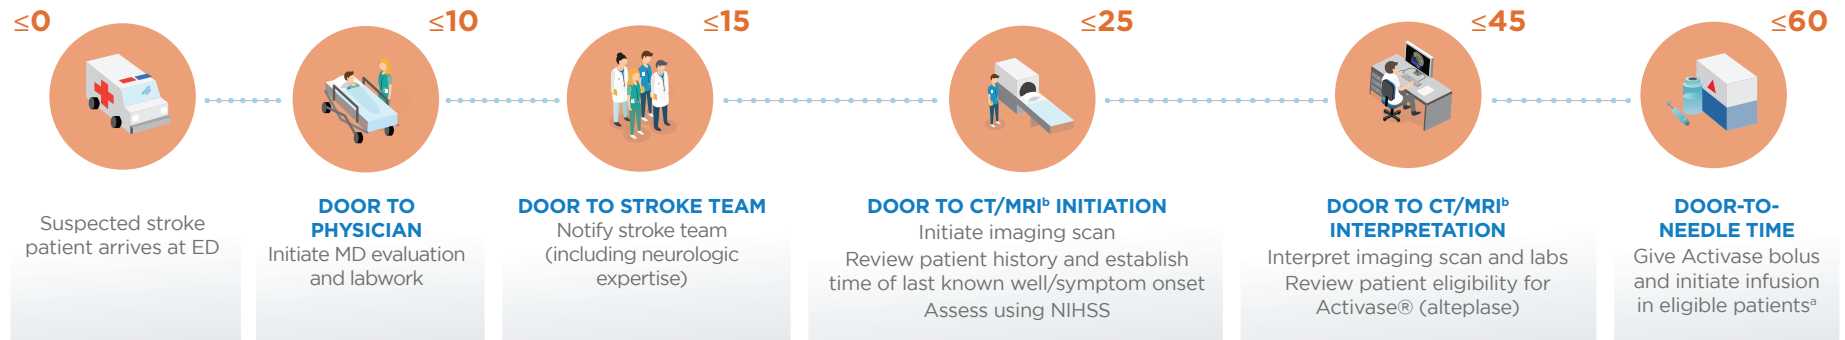 ≤0
Suspected stroke
patient arrives at ED
≤10
DOOR TO
PHYSICIAN
Initiate MD evaluation
and labwork
≤15
DOOR TO STROKE TEAM
Notify stroke team
(including neurologic
expertise)
≤25
DOOR TO CT/MRIᵇ INITIATION
Initiate imaging scan
Review patient history and establish
time of last known well/symptom onset
Assess using NIHSS
≤45
DOOR TO CT/MRIᵇ
INTERPRETATION
Interpret imaging scan and labs
Review patient eligibility for
Activase® (alteplase)
≤60
DOOR-TO-
NEEDLE TIME
Give Activase bolus
and initiate infusion
in eligible patientsᵃ